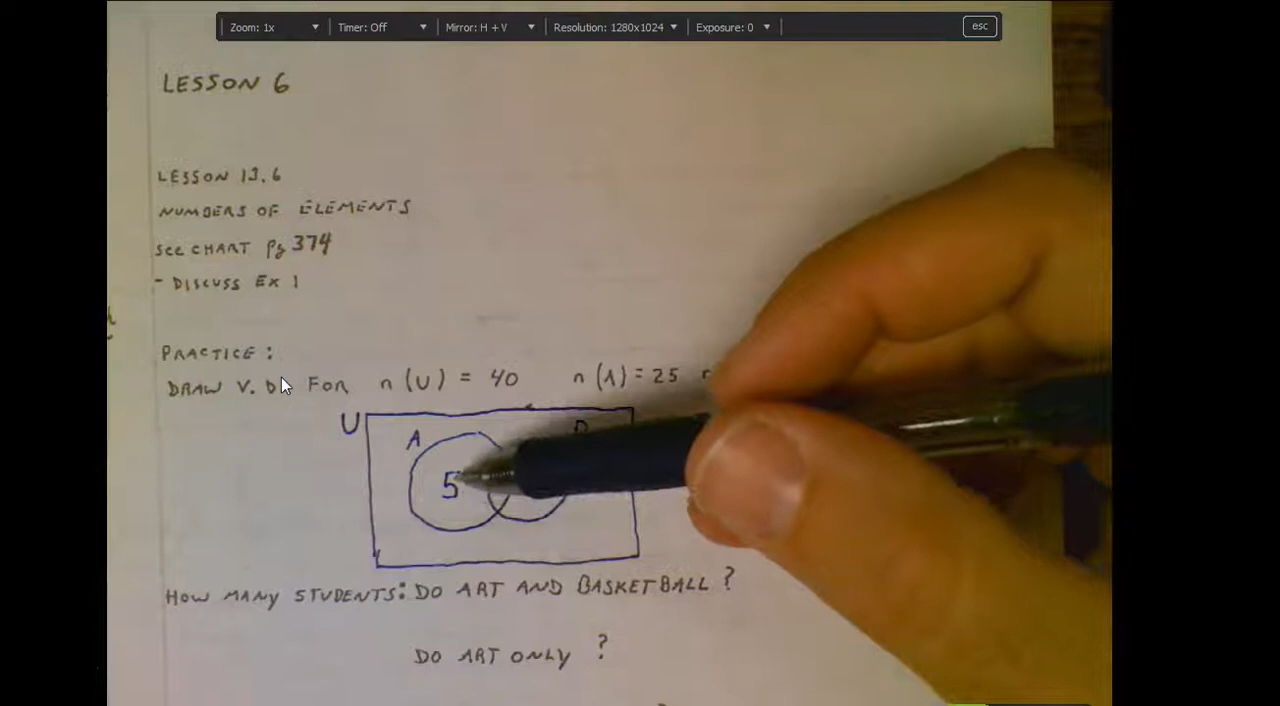 Zoom: 1x Timer: Off Mirror: H + V Resolution: 1280x1024 Exposure: 0 esc
LESSON 6
LESSON 13.6
NUMBERS OF ELEMENTS
SEE CHART Pg 374
- DISCUSS EX 1
PRACTICE:
DRAW V. D FOR n (U) = 40 n (A) = 25
U
A
5
HOW MANY STUDENTS: DO ART AND BASKETBALL?
DO ART ONLY ?